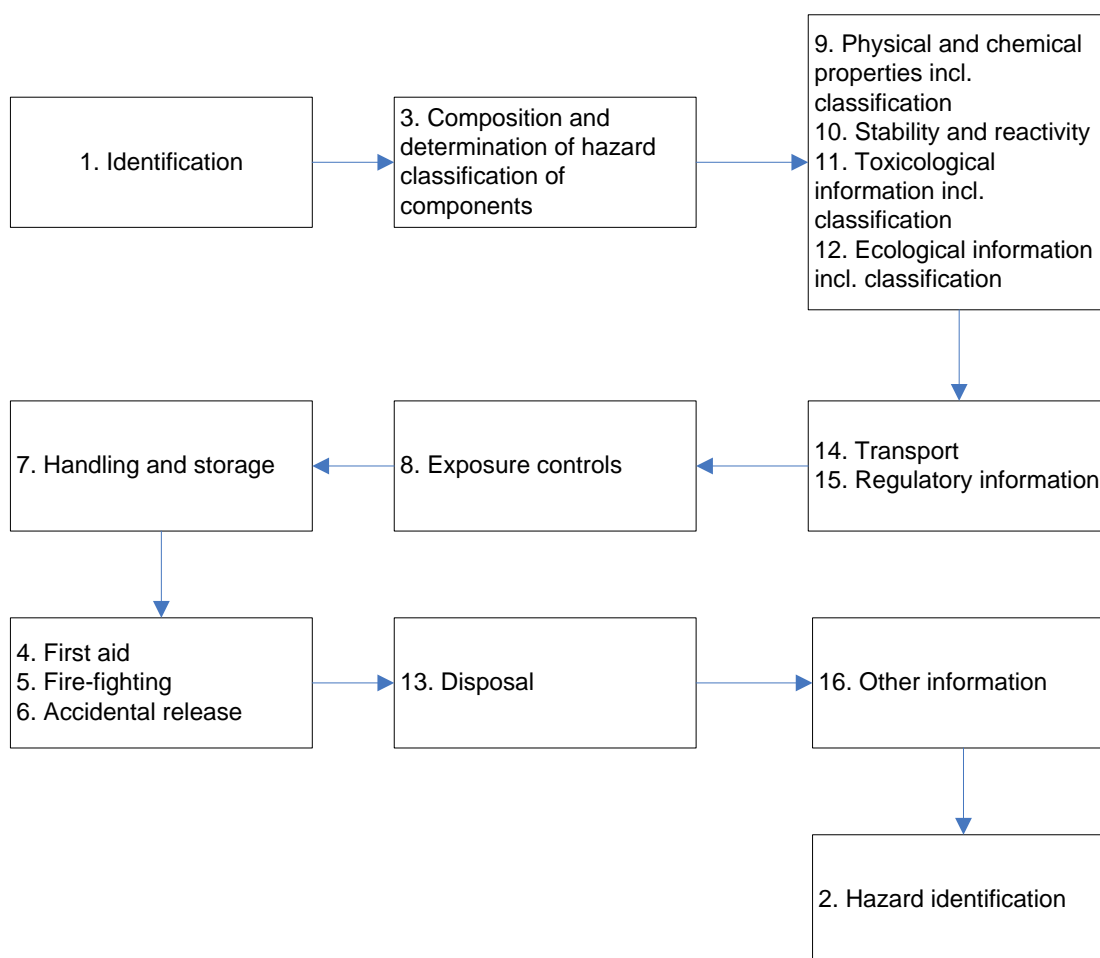 1. Identification
3. Composition and
determination of hazard
classification of
components
9. Physical and chemical
properties incl.
classification
10. Stability and reactivity
11. Toxicological
information incl.
classification
12. Ecological information
incl. classification
7. Handling and storage
8. Exposure controls
14. Transport
15. Regulatory information
4. First aid
5. Fire-fighting
6. Accidental release
13. Disposal
16. Other information
2. Hazard identification